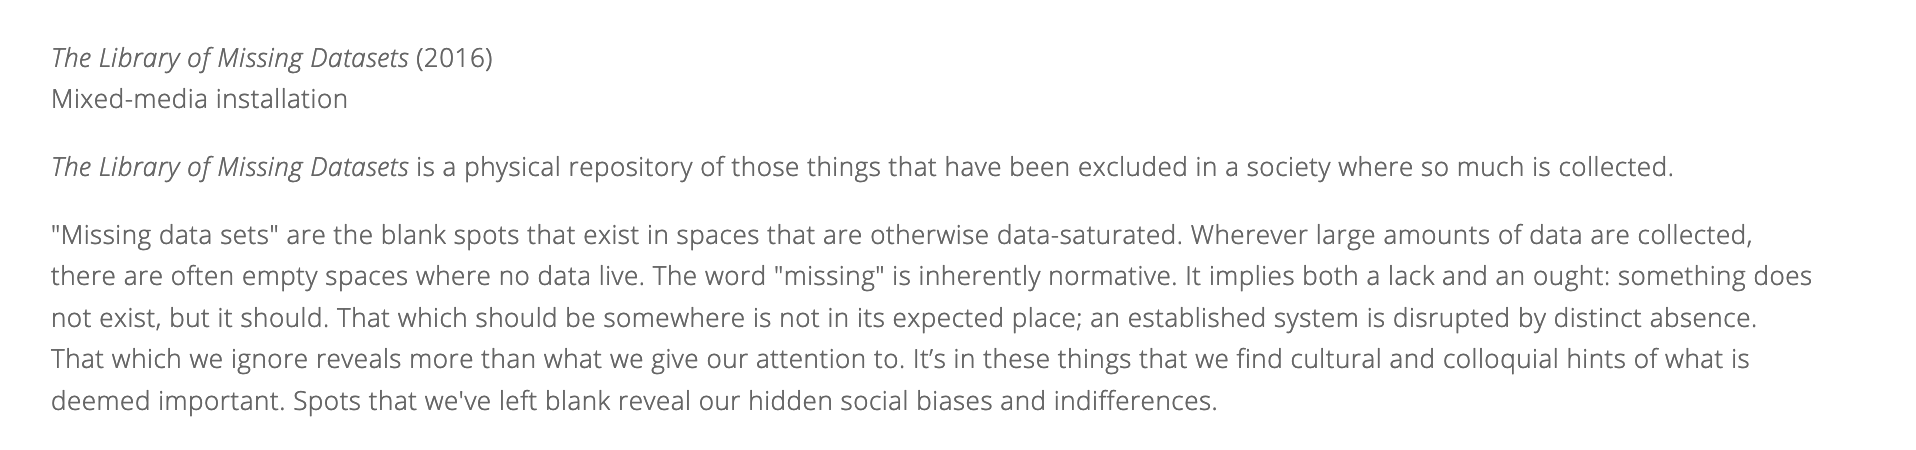 The Library of Missing Datasets (2016)
Mixed-media installation
The Library of Missing Datasets is a physical repository of those things that have been excluded in a society where so much is collected.
"Missing data sets" are the blank spots that exist in spaces that are otherwise data-saturated. Wherever large amounts of data are collected,
there are often empty spaces where no data live. The word "missing" is inherently normative. It implies both a lack and an ought: something does
not exist, but it should. That which should be somewhere is not in its expected place; an established system is disrupted by distinct absence.
That which we ignore reveals more than what we give our attention to. It’s in these things that we find cultural and colloquial hints of what is
deemed important. Spots that we've left blank reveal our hidden social biases and indifferences.